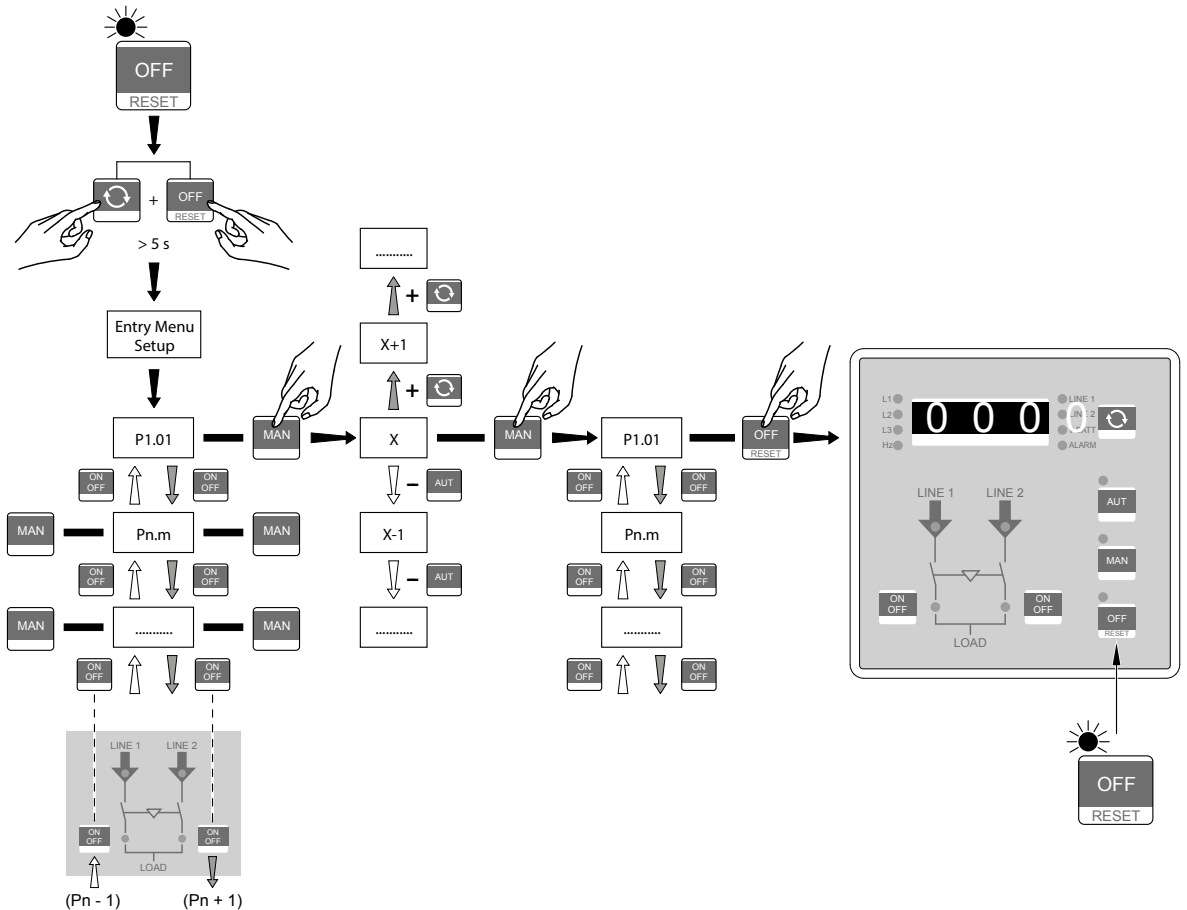 OFF
RESET
+
OFF
RESET
> 5 s
Entry Menu
Setup
P1.01
MAN
ON
OFF
ON
OFF
MAN
Pn.m
MAN
ON
OFF
ON
OFF
MAN
...........
MAN
ON
OFF
ON
OFF
LINE 1
LINE 2
ON
OFF
ON
OFF
LOAD
(Pn - 1)
(Pn + 1)
...........
+
X+1
+
X
– AUT
X-1
– AUT
...........
MAN
P1.01
ON
OFF
ON
OFF
Pn.m
ON
OFF
ON
OFF
...........
ON
OFF
ON
OFF
OFF
RESET
L1
L2
L3
Hz
0 0 0 0
LINE 1
ALARM
LINE 1
LINE 2
AUT
MAN
ON
OFF
ON
OFF
OFF
RESET
LOAD
OFF
RESET